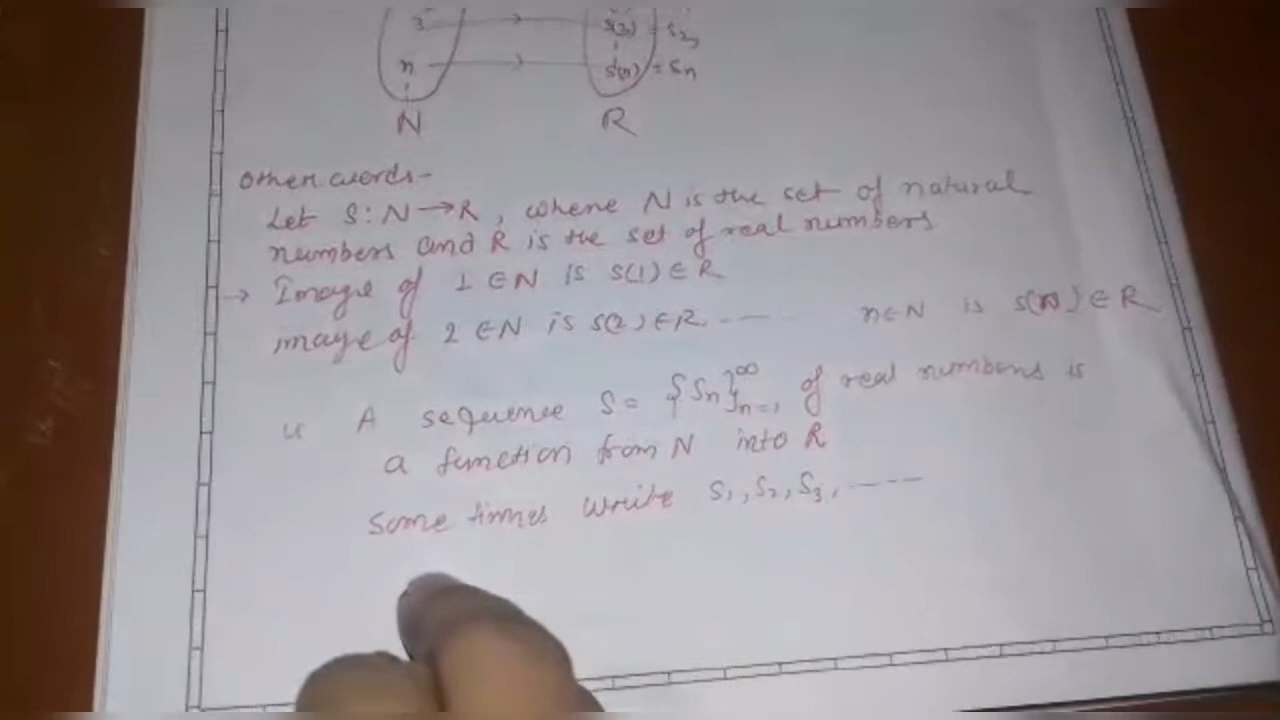 3
s(3) = s3
n
s(n) = sn
N
R
other words-
Let S: N→R, where N is the set of natural
numbers and R is the set of real numbers
→ Image of 1 ∈ N is s(1) ∈ R
image of 2 ∈ N is s(2) ∈ R ------ n∈N is s(n) ∈ R
A sequence S = {Sn}∞n=1 of real numbers is
a function from N into R
some times write S1, S2, S3, -----